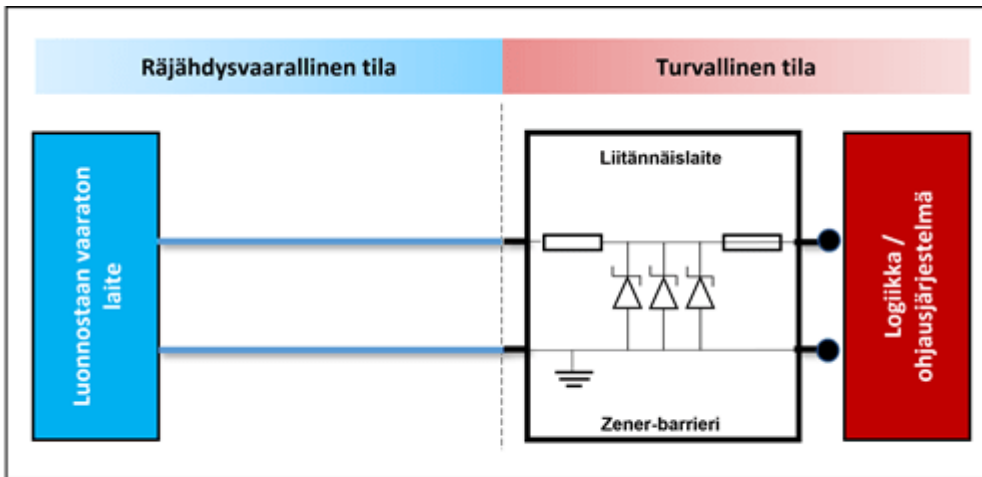 Räjähdysvaarallinen tila
Turvallinen tila
Luonnostaan vaaraton
laite
Liitännäislaite
Zener-barrieri
Logiikka /
ohjausjärjestelmä